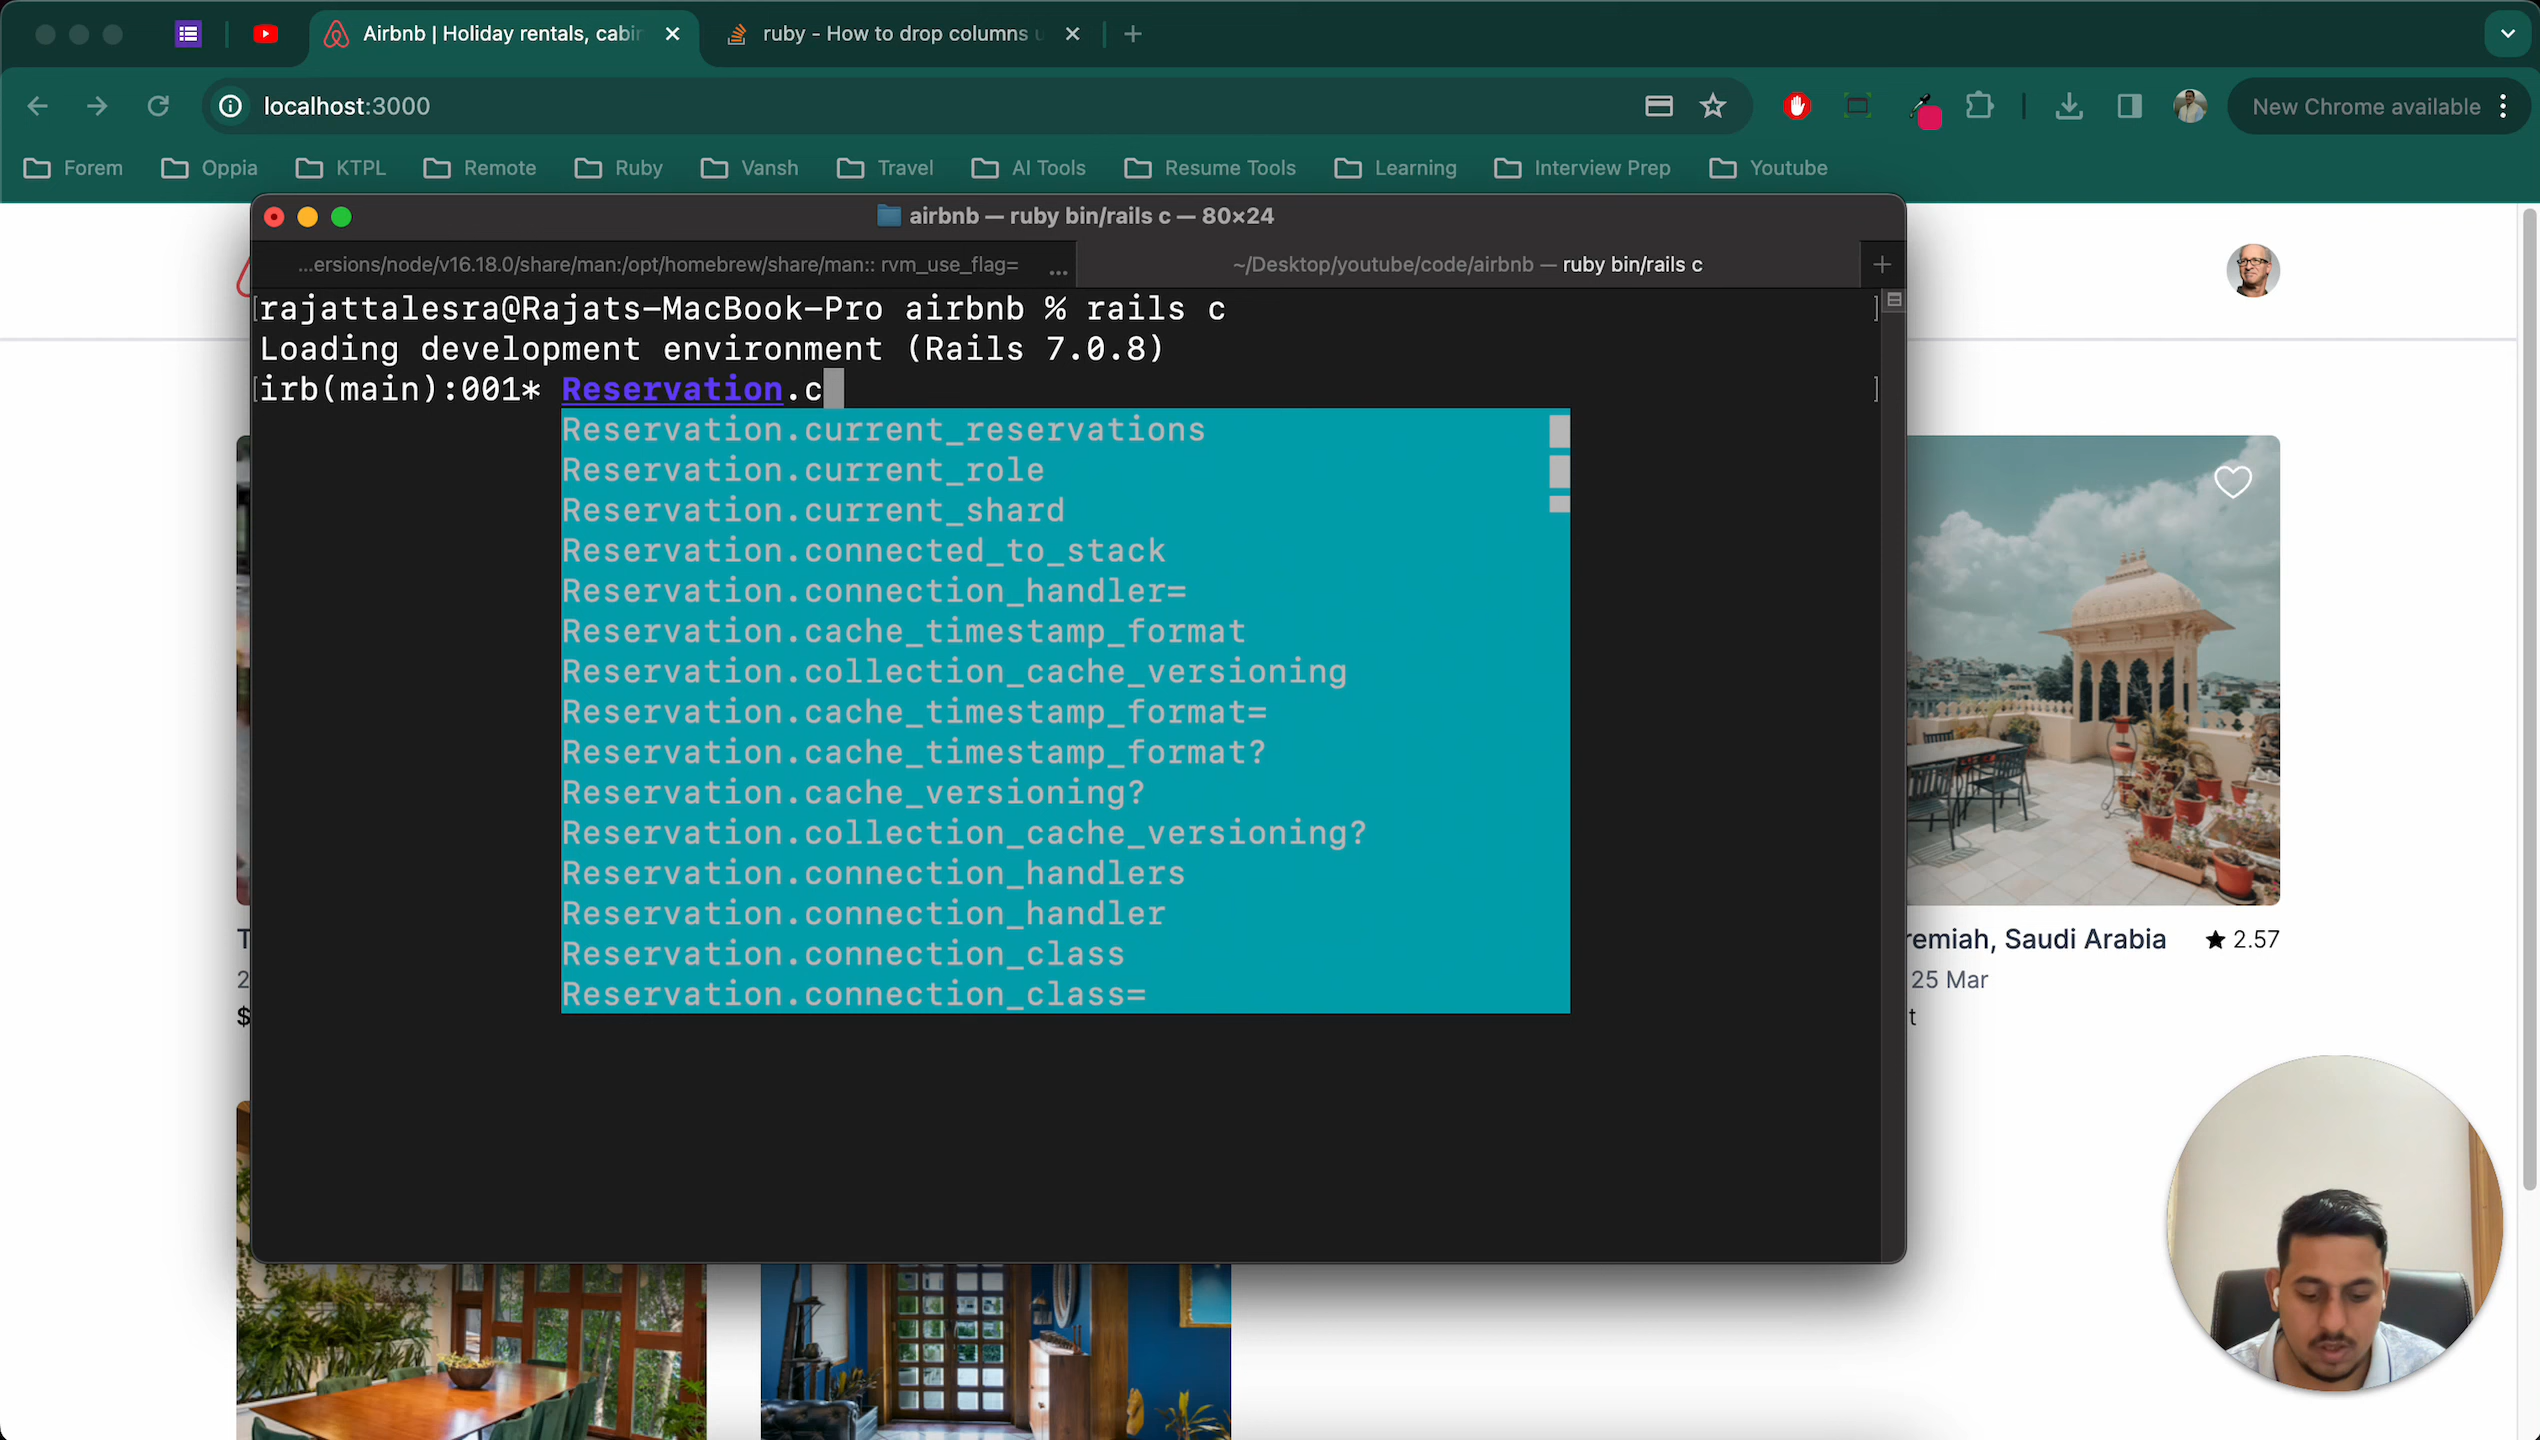 Airbnb | Holiday rentals, cabi
ruby - How to drop columns
localhost:3000
New Chrome available
Forem
Oppia
KTPL
Remote
Ruby
Vansh
Travel
AI Tools
Resume Tools
Learning
Interview Prep
Youtube
airbnb — ruby bin/rails c — 80×24
...ersions/node/v16.18.0/share/man:/opt/homebrew/share/man:: rvm_use_flag= ...
~/Desktop/youtube/code/airbnb — ruby bin/rails c
rajattalesra@Rajats-MacBook-Pro airbnb % rails c
Loading development environment (Rails 7.0.8)
irb(main):001* Reservation.c
Reservation.current_reservations
Reservation.current_role
Reservation.current_shard
Reservation.connected_to_stack
Reservation.connection_handler=
Reservation.cache_timestamp_format
Reservation.collection_cache_versioning
Reservation.cache_timestamp_format=
Reservation.cache_timestamp_format?
Reservation.cache_versioning?
Reservation.collection_cache_versioning?
Reservation.connection_handlers
Reservation.connection_handler
Reservation.connection_class
Reservation.connection_class=
T
remiah, Saudi Arabia
★ 2.57
2
25 Mar
$
t